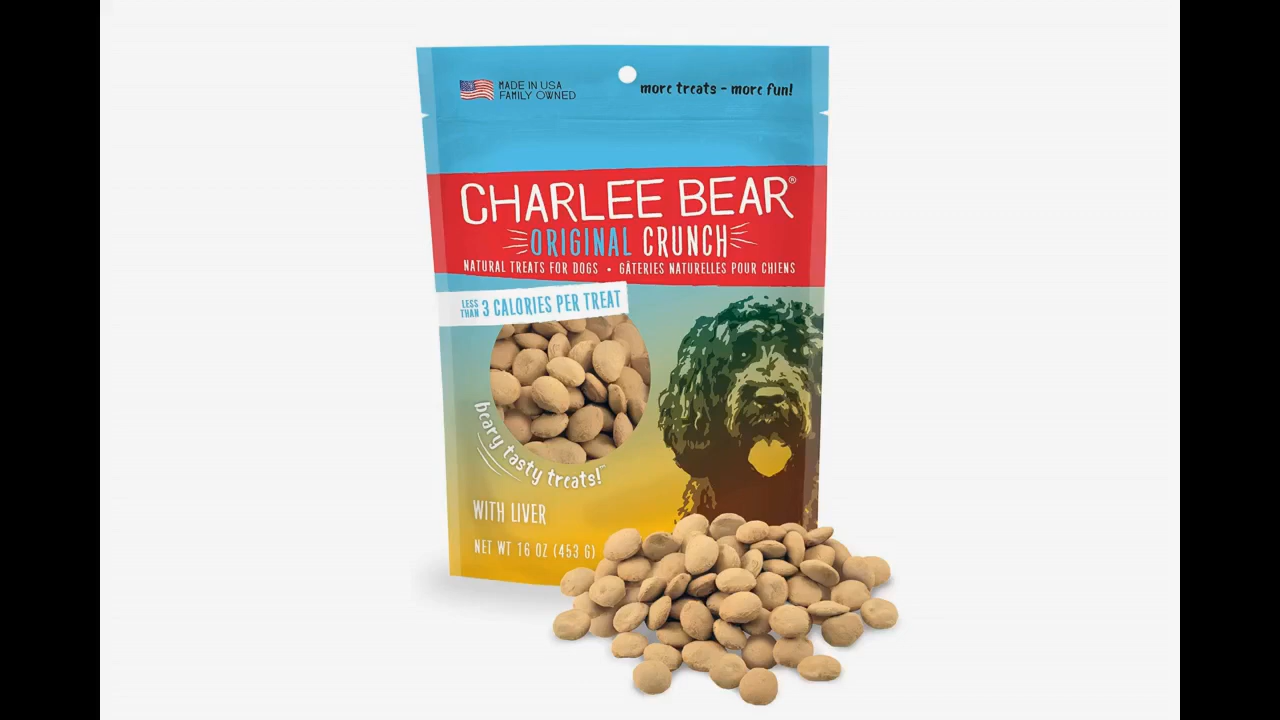 MADE IN USA
FAMILY OWNED
more treats - more fun!
CHARLEE BEAR®
ORIGINAL CRUNCH
NATURAL TREATS FOR DOGS • GÂTERIES NATURELLES POUR CHIENS
LESS THAN 3 CALORIES PER TREAT
beary tasty treats!™
WITH LIVER
NET WT 16 OZ (453 G)